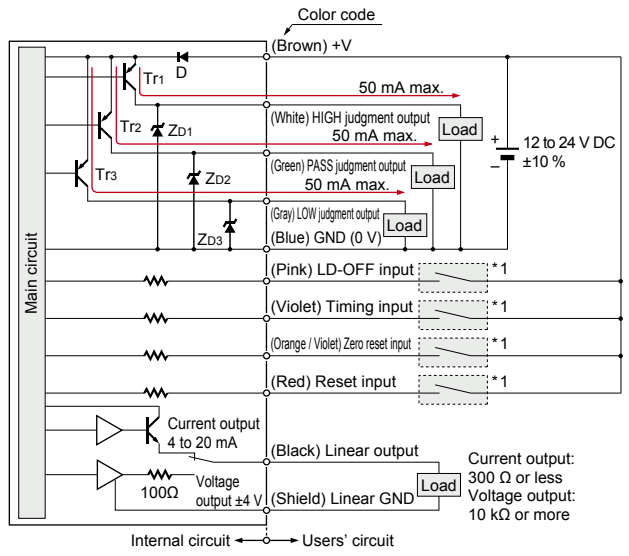 Color code
(Brown) +V
D
Tr1
50 mA max.
(White) HIGH judgment output
Load
Tr2
ZD1
50 mA max.
12 to 24 V DC
±10 %
+
−
(Green) PASS judgment output
Load
Tr3
ZD2
50 mA max.
(Gray) LOW judgment output
Load
ZD3
(Blue) GND (0 V)
Main circuit
(Pink) LD-OFF input
*1
(Violet) Timing input
*1
(Orange / Violet) Zero reset input
*1
(Red) Reset input
*1
Current output
4 to 20 mA
(Black) Linear output
100Ω
Voltage
output ±4 V
(Shield) Linear GND
Load
Current output:
300 Ω or less
Voltage output:
10 kΩ or more
Internal circuit
Users' circuit